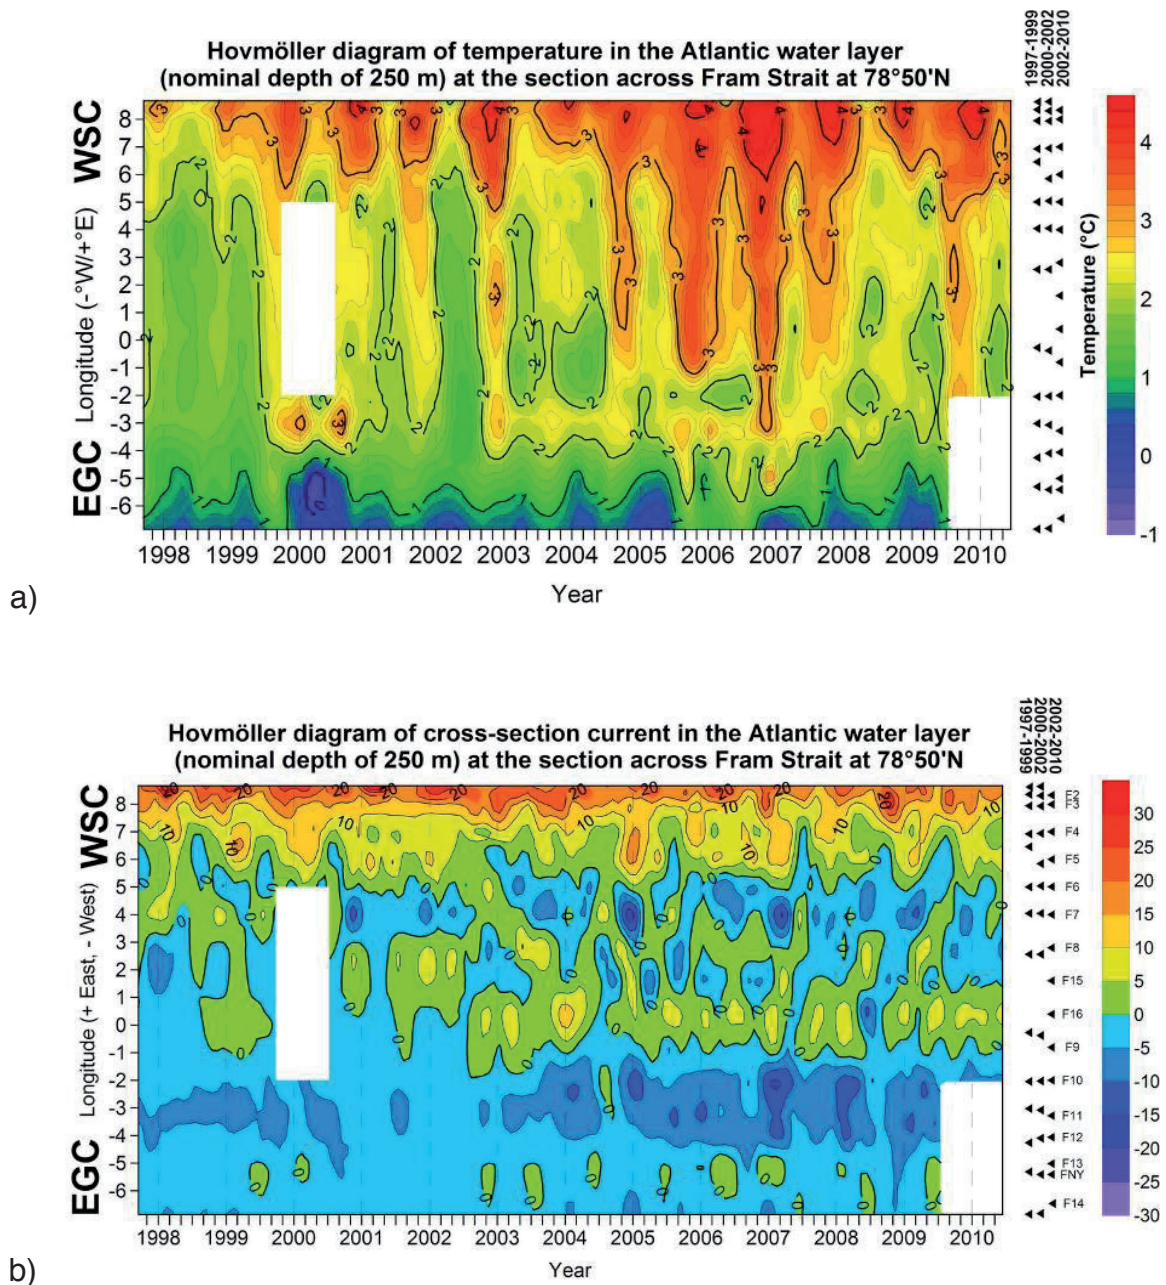 Hovmöller diagram of temperature in the Atlantic water layer
(nominal depth of 250 m) at the section across Fram Strait at 78°50'N
1997-1999
2000-2002
2002-2010
WSC
EGC
Longitude (-°W/+°E)
8
7
6
5
4
3
2
1
0
-1
-2
-3
-4
-5
-6
1998 1999 2000 2001 2002 2003 2004 2005 2006 2007 2008 2009 2010
Year
Temperature (°C)
4
3
2
1
0
-1
a)
Hovmöller diagram of cross-section current in the Atlantic water layer
(nominal depth of 250 m) at the section across Fram Strait at 78°50'N
1997-1999
2000-2002
2002-2010
WSC
EGC
Longitude (+ East, - West)
8
7
6
5
4
3
2
1
0
-1
-2
-3
-4
-5
-6
1998 1999 2000 2001 2002 2003 2004 2005 2006 2007 2008 2009 2010
Year
F2
F3
F4
F5
F6
F7
F8
F15
F16
F9
F10
F11
F12
F13
FNY
F14
30
25
20
15
10
5
0
-5
-10
-15
-20
-25
-30
b)